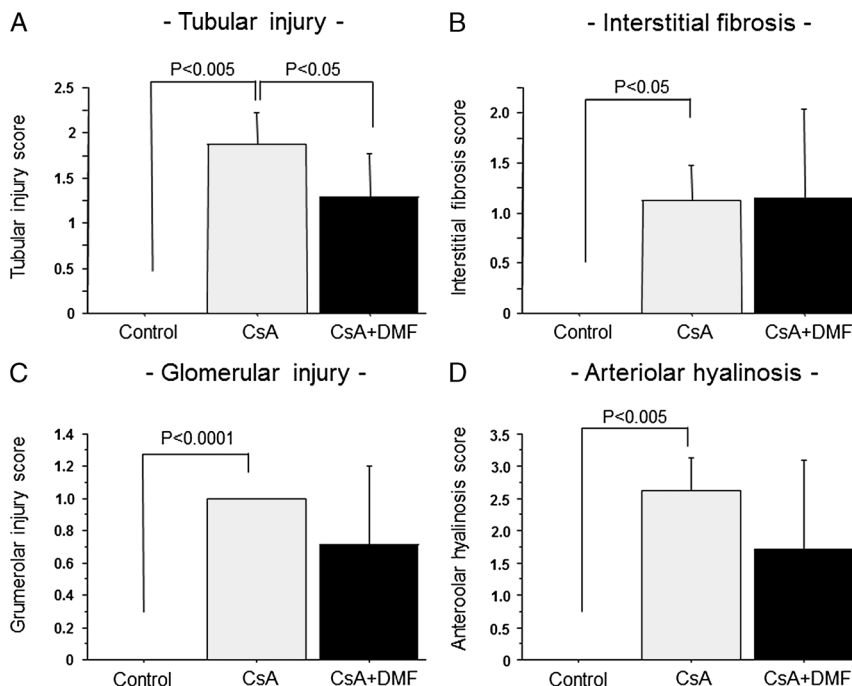 A
- Tubular injury -
P<0.005
P<0.05
Tubular injury score
2.5
2
1.5
1
0.5
0
Control
CsA
CsA+DMF
B
- Interstitial fibrosis -
P<0.05
Interstitial fibrosis score
2.0
1.5
1.0
0.5
0
Control
CsA
CsA+DMF
C
- Glomerular injury -
P<0.0001
Grumerolar injury score
1.4
1.2
1.0
0.8
0.6
0.4
0.2
0
Control
CsA
CsA+DMF
D
- Arteriolar hyalinosis -
P<0.005
Anteroolar hyalinosis score
3.5
3.0
2.5
2.0
1.5
1.0
0.5
0
Control
CsA
CsA+DMF